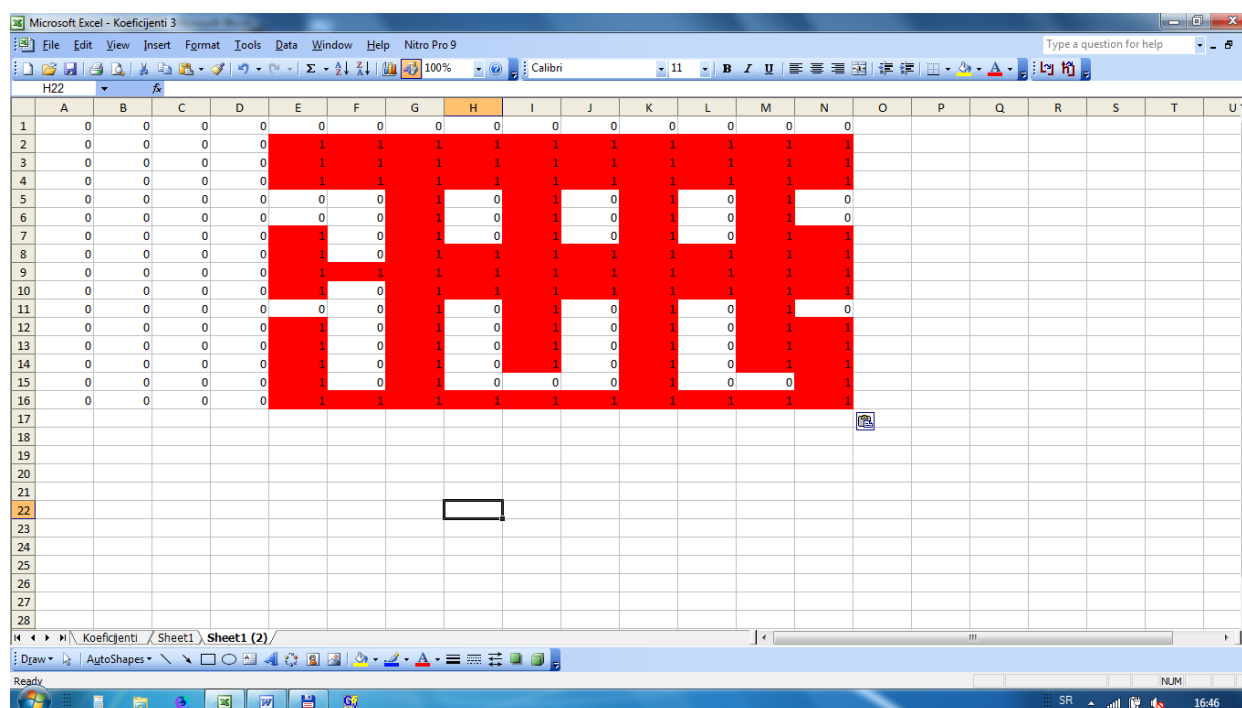 Microsoft Excel - Koeficijenti 3
File Edit View Insert Format Tools Data Window Help Nitro Pro 9 Type a question for help
100% Calibri 11 B I U
H22 fx
A B C D E F G H I J K L M N O P Q R S T U
1 0 0 0 0 0 0 0 0 0 0 0 0 0 0
2 0 0 0 0 1 1 1 1 1 1 1 1 1 1
3 0 0 0 0 1 1 1 1 1 1 1 1 1 1
4 0 0 0 0 1 1 1 1 1 1 1 1 1 1
5 0 0 0 0 0 0 1 0 1 0 1 0 1 0
6 0 0 0 0 0 0 1 0 1 0 1 0 1 0
7 0 0 0 0 1 0 1 0 1 0 1 0 1 1
8 0 0 0 0 1 0 1 1 1 1 1 1 1 1
9 0 0 0 0 1 1 1 1 1 1 1 1 1 1
10 0 0 0 0 1 0 1 1 1 1 1 1 1 1
11 0 0 0 0 0 0 1 0 1 0 1 0 1 0
12 0 0 0 0 1 0 1 0 1 0 1 0 1 1
13 0 0 0 0 1 0 1 0 1 0 1 0 1 1
14 0 0 0 0 1 0 1 0 1 0 1 0 1 1
15 0 0 0 0 1 0 1 0 0 0 1 0 0 1
16 0 0 0 0 1 1 1 1 1 1 1 1 1 1
17
18
19
20
21
22
23
24
25
26
27
28
Koeficijenti Sheet1 Sheet1 (2)
Draw AutoShapes
Ready NUM
SR 16:46